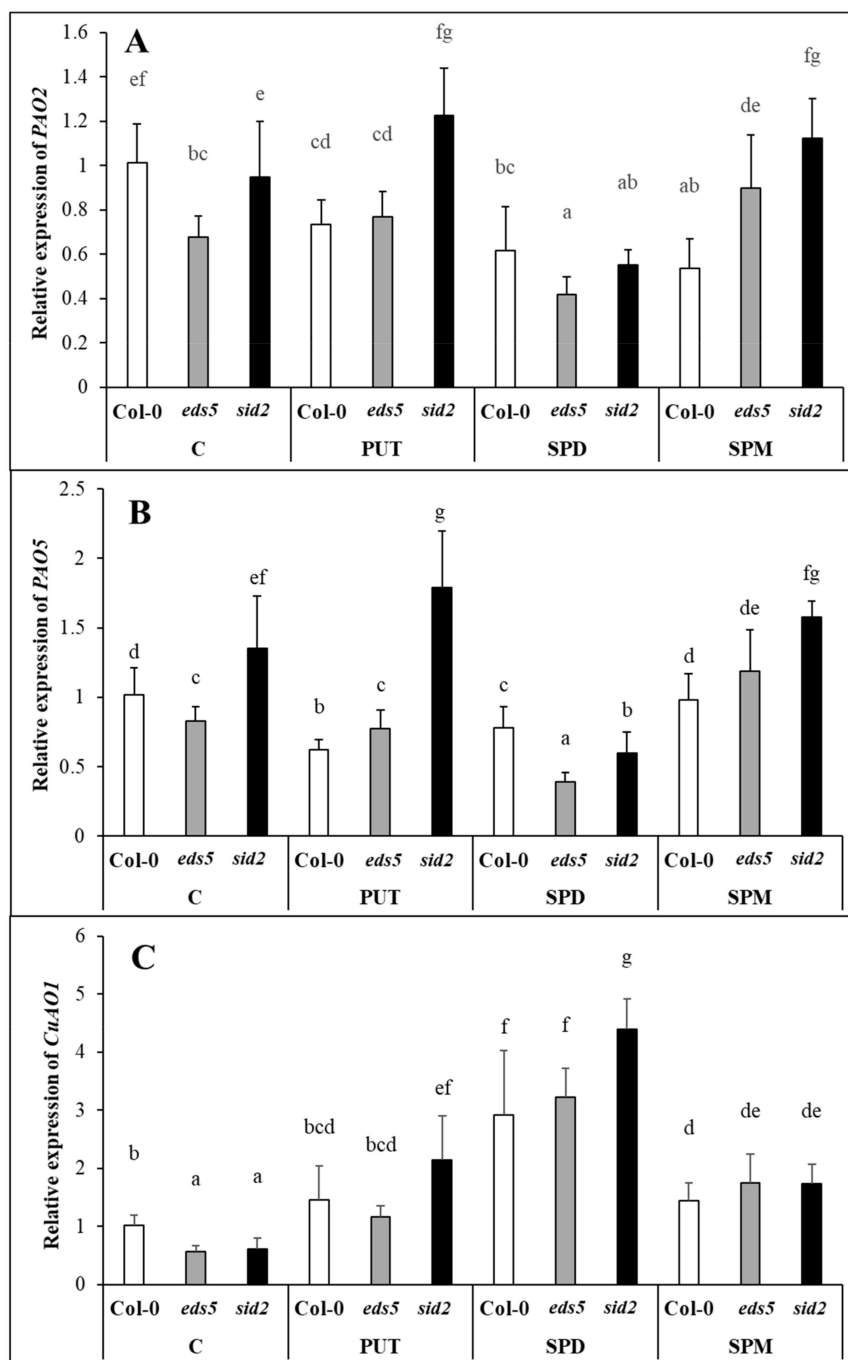 A
Relative expression of PAO2
1.6
1.4
1.2
1
0.8
0.6
0.4
0.2
0
ef bc e cd cd fg bc a ab ab de fg
Col-0 eds5 sid2 Col-0 eds5 sid2 Col-0 eds5 sid2 Col-0 eds5 sid2
C PUT SPD SPM
B
Relative expression of PAO5
2.5
2
1.5
1
0.5
0
d c ef b c g c a b d de fg
Col-0 eds5 sid2 Col-0 eds5 sid2 Col-0 eds5 sid2 Col-0 eds5 sid2
C PUT SPD SPM
C
Relative expression of CuAO1
6
5
4
3
2
1
0
b a a bcd bcd ef f f g d de de
Col-0 eds5 sid2 Col-0 eds5 sid2 Col-0 eds5 sid2 Col-0 eds5 sid2
C PUT SPD SPM